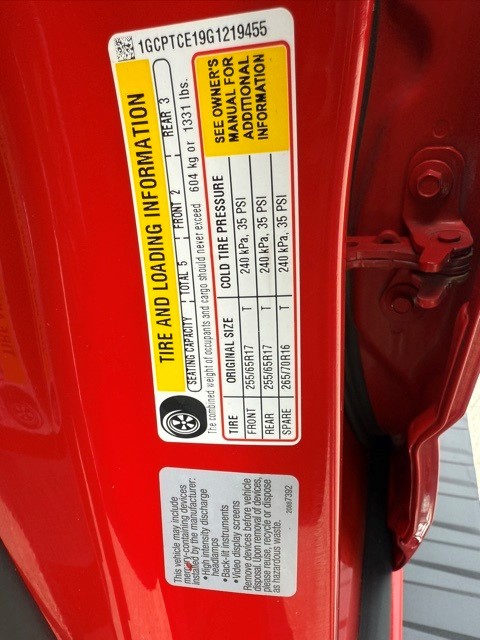 1GCPTCE19G1219455
TIRE AND LOADING INFORMATION
SEATING CAPACITY TOTAL 5 FRONT 2 REAR 3
The combined weight of occupants and cargo should never exceed 604 kg or 1331 lbs.
TIRE ORIGINAL SIZE COLD TIRE PRESSURE
FRONT 255/65R17 T 240 kPa, 35 PSI
REAR 255/65R17 T 240 kPa, 35 PSI
SPARE 265/70R16 T 240 kPa, 35 PSI
SEE OWNER'S
MANUAL FOR
ADDITIONAL
INFORMATION
This vehicle may include
mercury-containing devices
installed by the manufacturer:
• High intensity discharge
headlamps
• Back-lit instruments
• Video display screens
Remove devices before vehicle
disposal. Upon removal of devices,
please reuse, recycle or dispose
as hazardous waste.
20887392